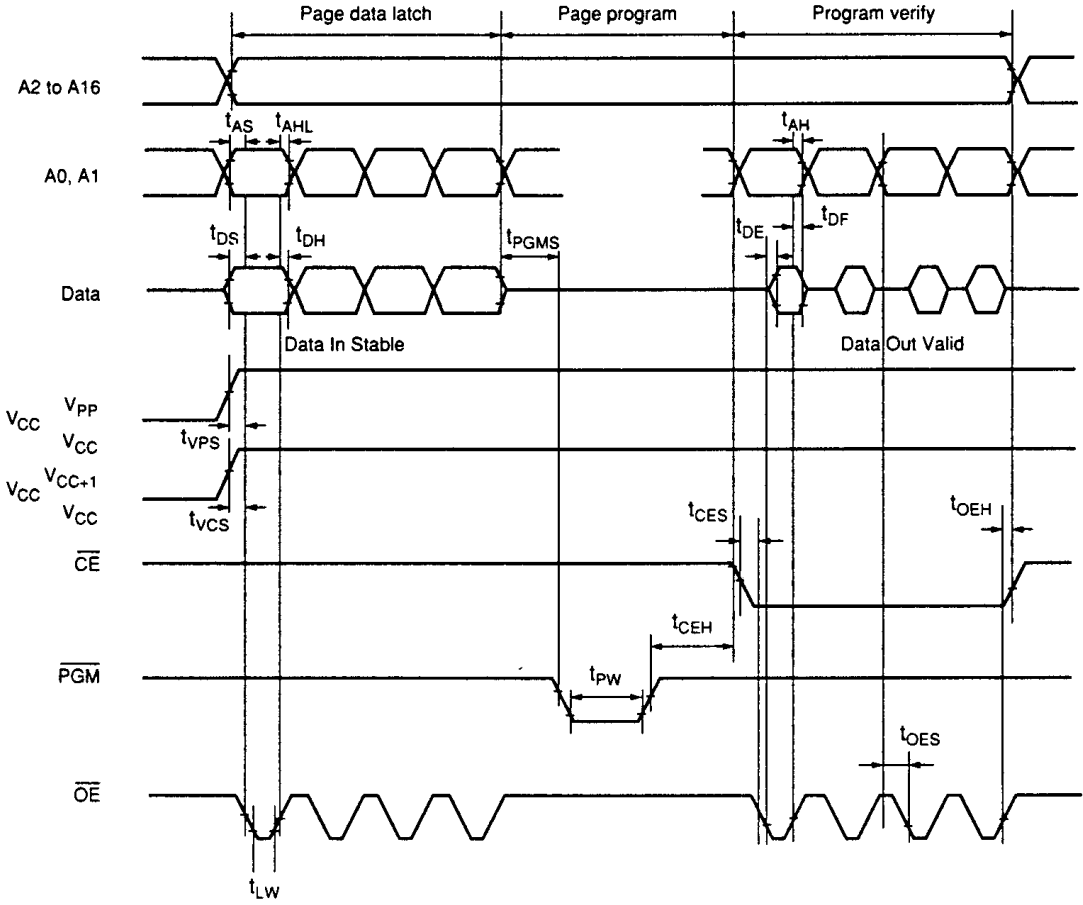 Page data latch Page program Program verify
A2 to A16
tAS tAHL tAH
A0, A1
tDS tDH tPGMS tDE tDF
Data
Data In Stable Data Out Valid
VPP
VCC
VCC
tVPS
VCC+1
VCC
VCC
tVCS tCES tOEH
CE
tCEH
PGM tPW
tOES
OE
tLW